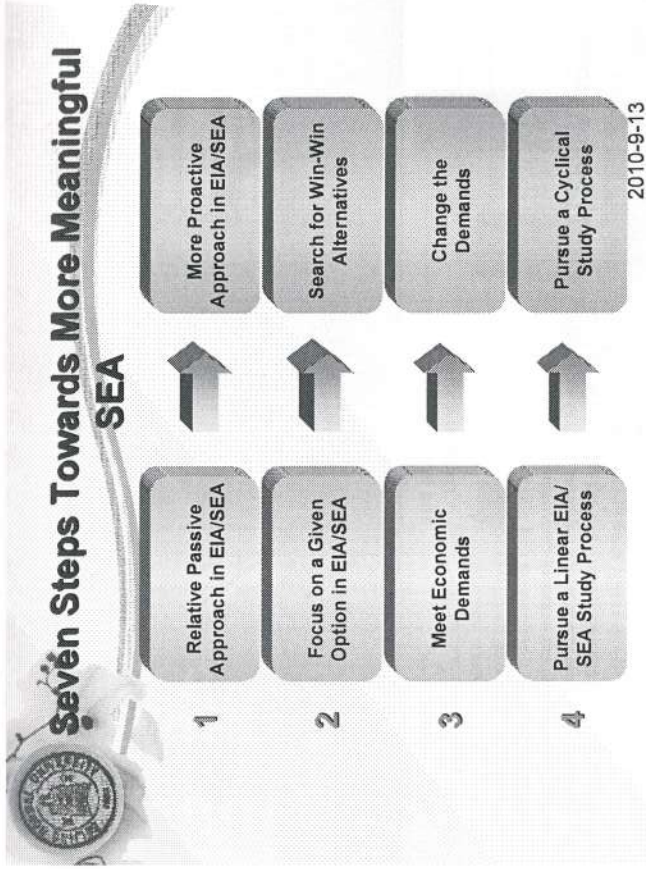 Seven Steps Towards More Meaningful
SEA
1
Relative Passive
Approach in EIA/SEA
More Proactive
Approach in EIA/SEA
2
Focus on a Given
Option in EIA/SEA
Search for Win-Win
Alternatives
3
Meet Economic
Demands
Change the
Demands
4
Pursue a Linear EIA/
SEA Study Process
Pursue a Cyclical
Study Process
2010-9-13